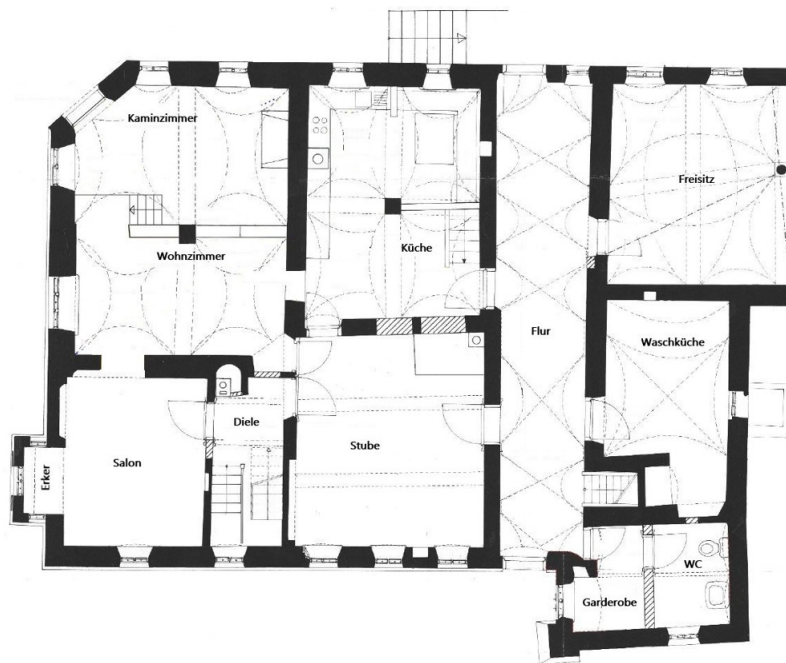 Kaminzimmer
Freisitz
Wohnzimmer
Küche
Flur
Waschküche
Diele
Stube
Salon
Erker
WC
Garderobe